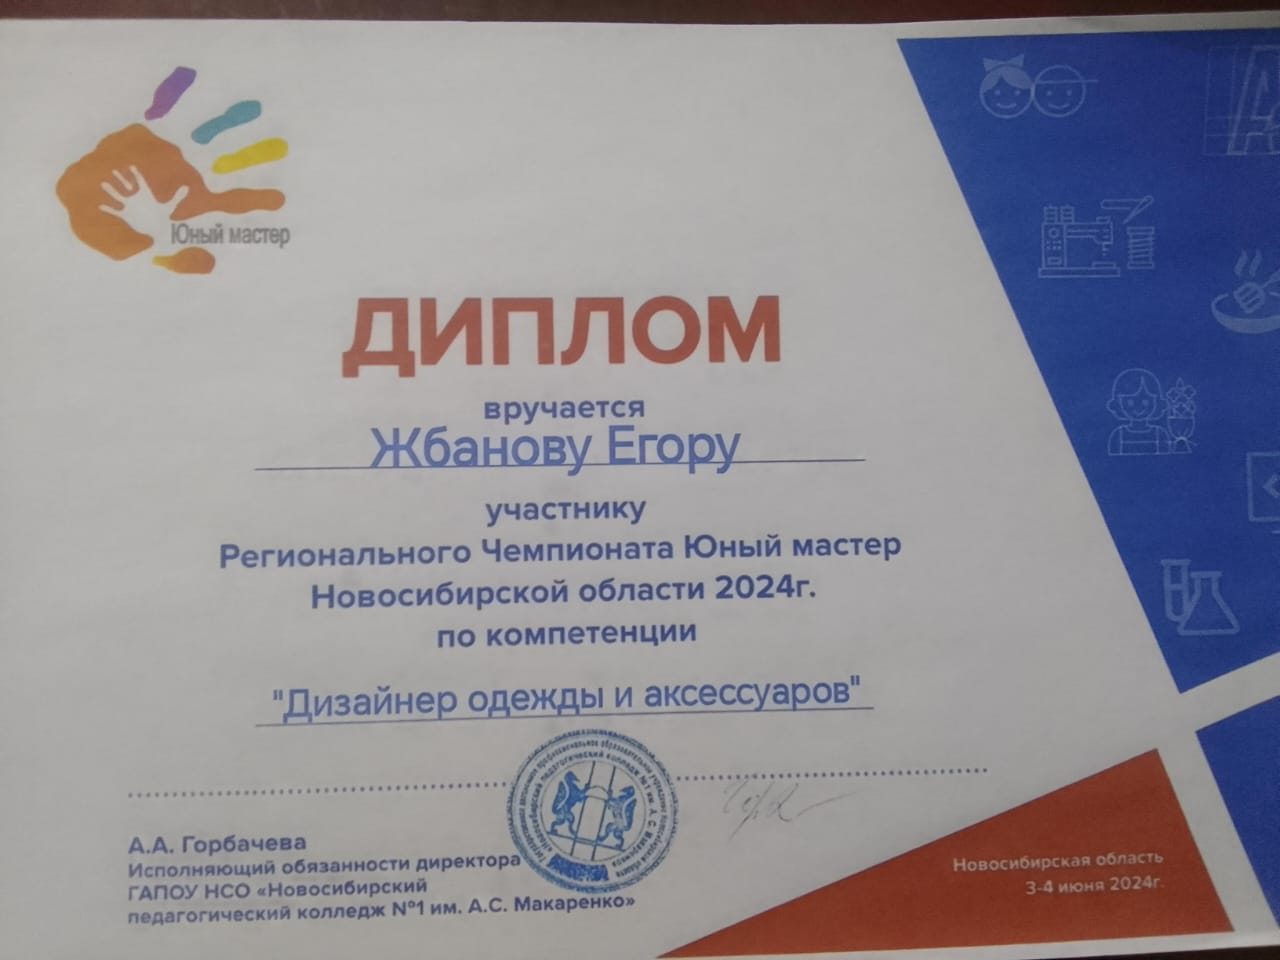 Юный мастер
ДИПЛОМ
вручается
Жбанову Егору
участнику
Регионального Чемпионата Юный мастер
Новосибирской области 2024г.
по компетенции
"Дизайнер одежды и аксессуаров"
А.А. Горбачева
Исполняющий обязанности директора
ГАПОУ НСО «Новосибирский
педагогический колледж №1 им. А.С. Макаренко»
Новосибирская область
3-4 июня 2024г.